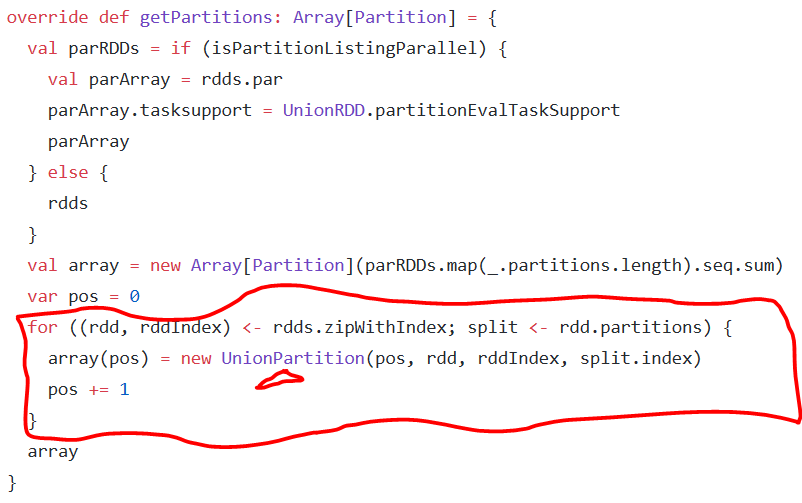 override def getPartitions: Array[Partition] = {
  val parRDDs = if (isPartitionListingParallel) {
    val parArray = rdds.par
    parArray.tasksupport = UnionRDD.partitionEvalTaskSupport
    parArray
  } else {
    rdds
  }
  val array = new Array[Partition](parRDDs.map(_.partitions.length).seq.sum)
  var pos = 0
  for ((rdd, rddIndex) <- rdds.zipWithIndex; split <- rdd.partitions) {
    array(pos) = new UnionPartition(pos, rdd, rddIndex, split.index)
    pos += 1
  }
  array
}